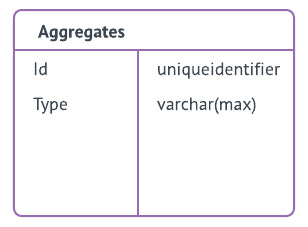 Aggregates
Id uniqueidentifier
Type varchar(max)